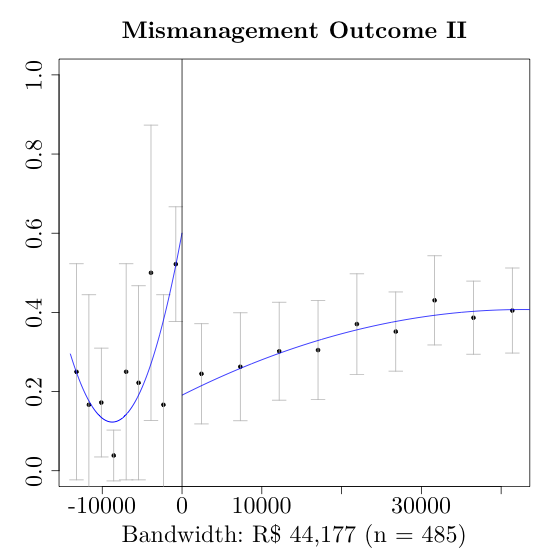 Mismanagement Outcome II
1.0
0.8
0.6
0.4
0.2
0.0
-10000 0 10000 30000
Bandwidth: R$ 44,177 (n = 485)